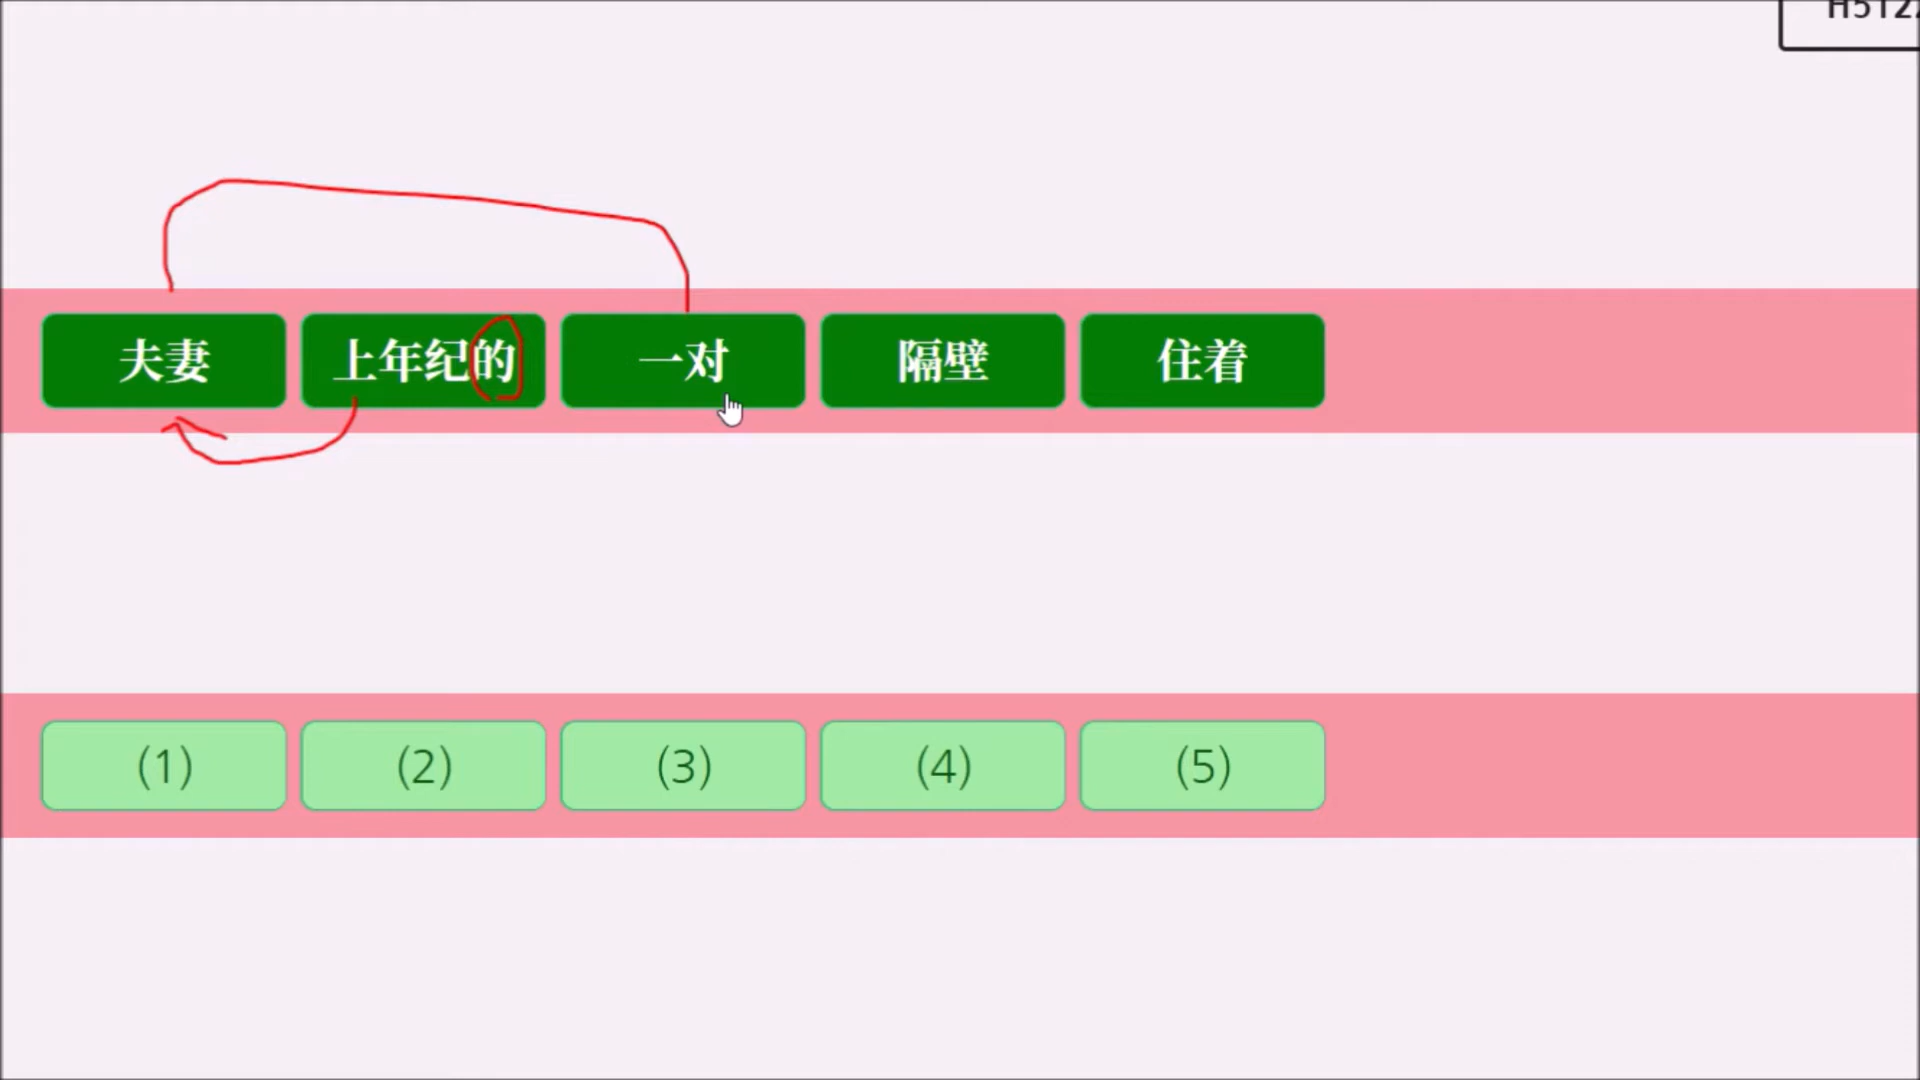 夫妻 上年纪的 一对 隔壁 住着
(1) (2) (3) (4) (5)